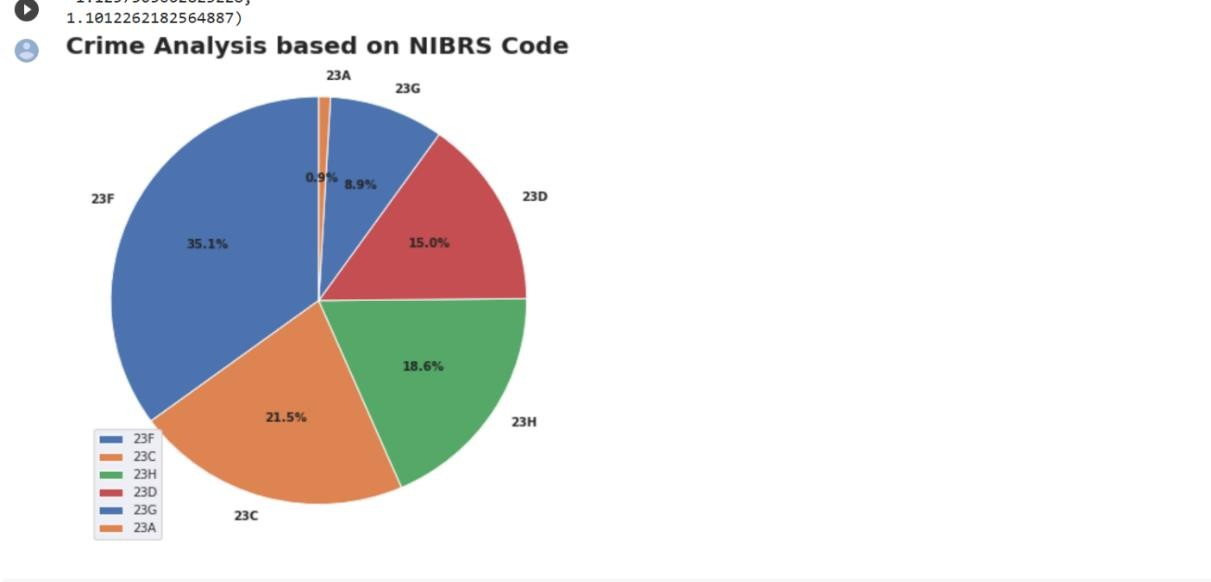 1.1012262182564887)
Crime Analysis based on NIBRS Code
23A
23G
23F
23D
0.9%
8.9%
35.1%
15.0%
18.6%
21.5%
23H
23C
23F
23C
23H
23D
23G
23A